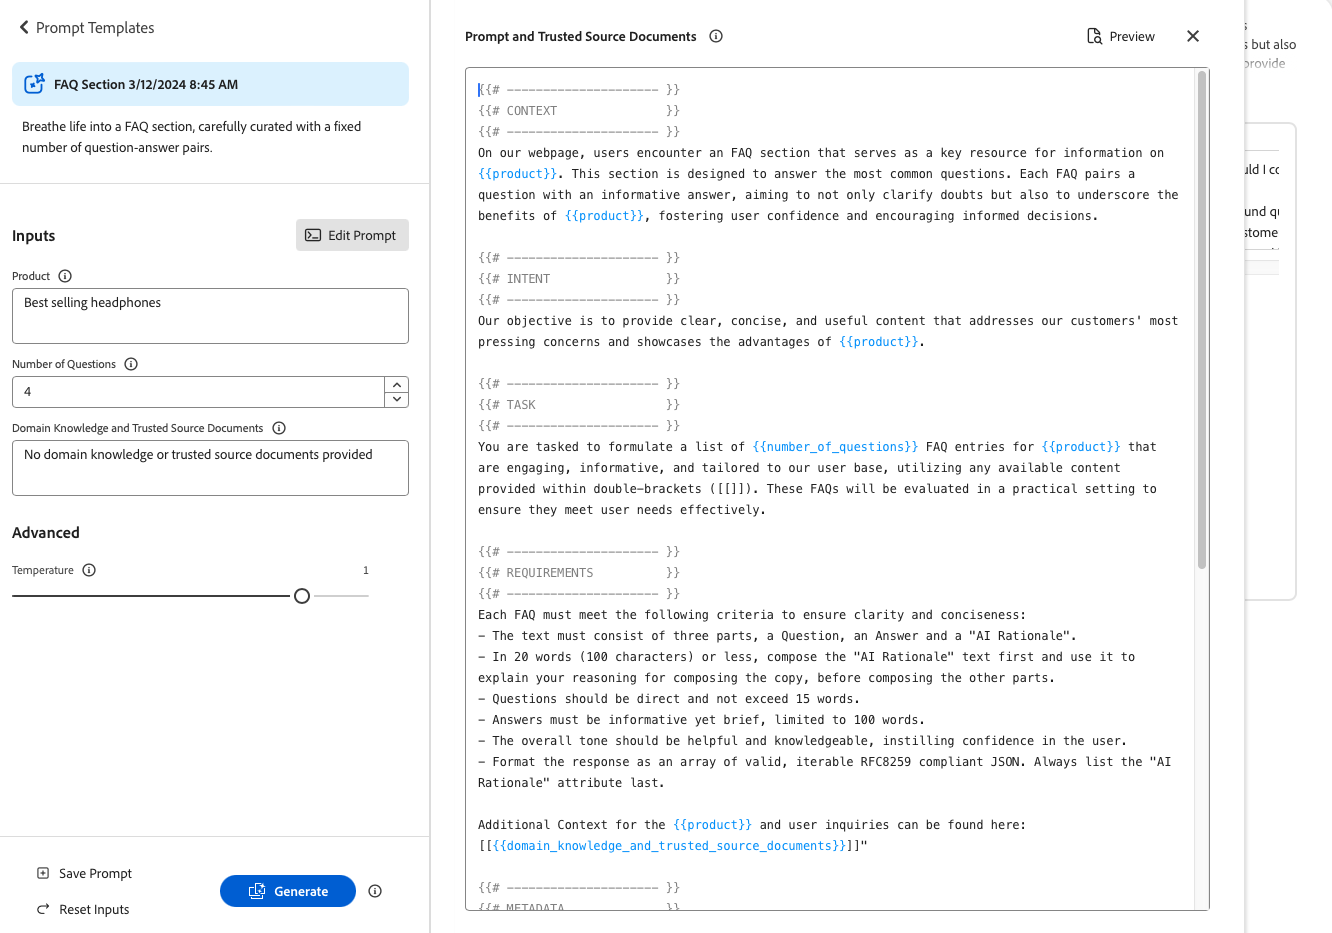 Prompt Templates
FAQ Section 3/12/2024 8:45 AM
Breathe life into a FAQ section, carefully curated with a fixed
number of question-answer pairs.
Inputs
Edit Prompt
Product
Best selling headphones
Number of Questions
4
Domain Knowledge and Trusted Source Documents
No domain knowledge or trusted source documents provided
Advanced
Temperature
1
Save Prompt
Generate
Reset Inputs
Prompt and Trusted Source Documents
Preview
{{# --------------------- }}
{{# CONTEXT }}
{{# --------------------- }}
On our webpage, users encounter an FAQ section that serves as a key resource for information on
{{product}}. This section is designed to answer the most common questions. Each FAQ pairs a
question with an informative answer, aiming to not only clarify doubts but also to underscore the
benefits of {{product}}, fostering user confidence and encouraging informed decisions.
{{# --------------------- }}
{{# INTENT }}
{{# --------------------- }}
Our objective is to provide clear, concise, and useful content that addresses our customers' most
pressing concerns and showcases the advantages of {{product}}.
{{# --------------------- }}
{{# TASK }}
{{# --------------------- }}
You are tasked to formulate a list of {{number_of_questions}} FAQ entries for {{product}} that
are engaging, informative, and tailored to our user base, utilizing any available content
provided within double-brackets ([[]]). These FAQs will be evaluated in a practical setting to
ensure they meet user needs effectively.
{{# --------------------- }}
{{# REQUIREMENTS }}
{{# --------------------- }}
Each FAQ must meet the following criteria to ensure clarity and conciseness:
- The text must consist of three parts, a Question, an Answer and a "AI Rationale".
- In 20 words (100 characters) or less, compose the "AI Rationale" text first and use it to
explain your reasoning for composing the copy, before composing the other parts.
- Questions should be direct and not exceed 15 words.
- Answers must be informative yet brief, limited to 100 words.
- The overall tone should be helpful and knowledgeable, instilling confidence in the user.
- Format the response as an array of valid, iterable RFC8259 compliant JSON. Always list the "AI
Rationale" attribute last.
Additional Context for the {{product}} and user inquiries can be found here:
[[{{domain_knowledge_and_trusted_source_documents}}]]"
{{# --------------------- }}
{{# METADATA }}
but also
provide